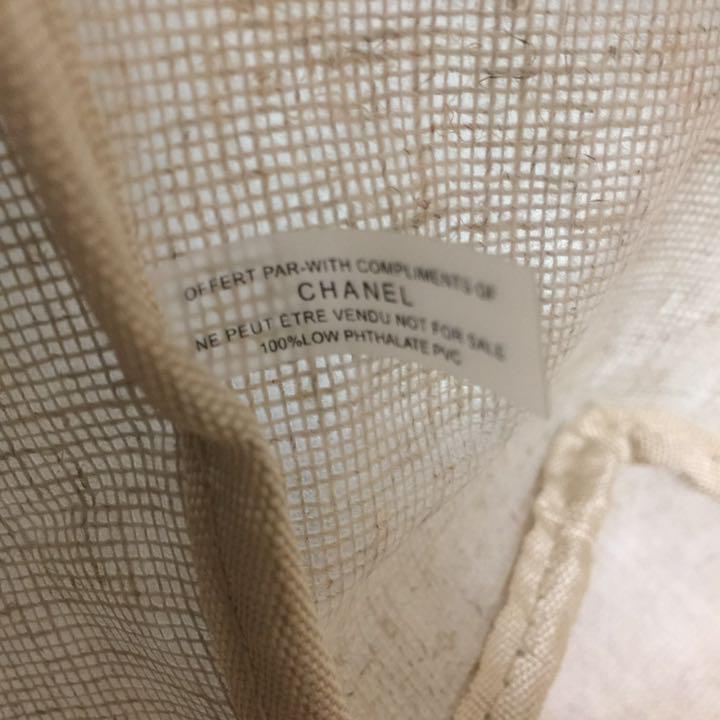 OFFERT PAR-WITH COMPLIMENTS OF
CHANEL
NE PEUT ETRE VENDU NOT FOR SALE
100%LOW PHTHALATE PVC